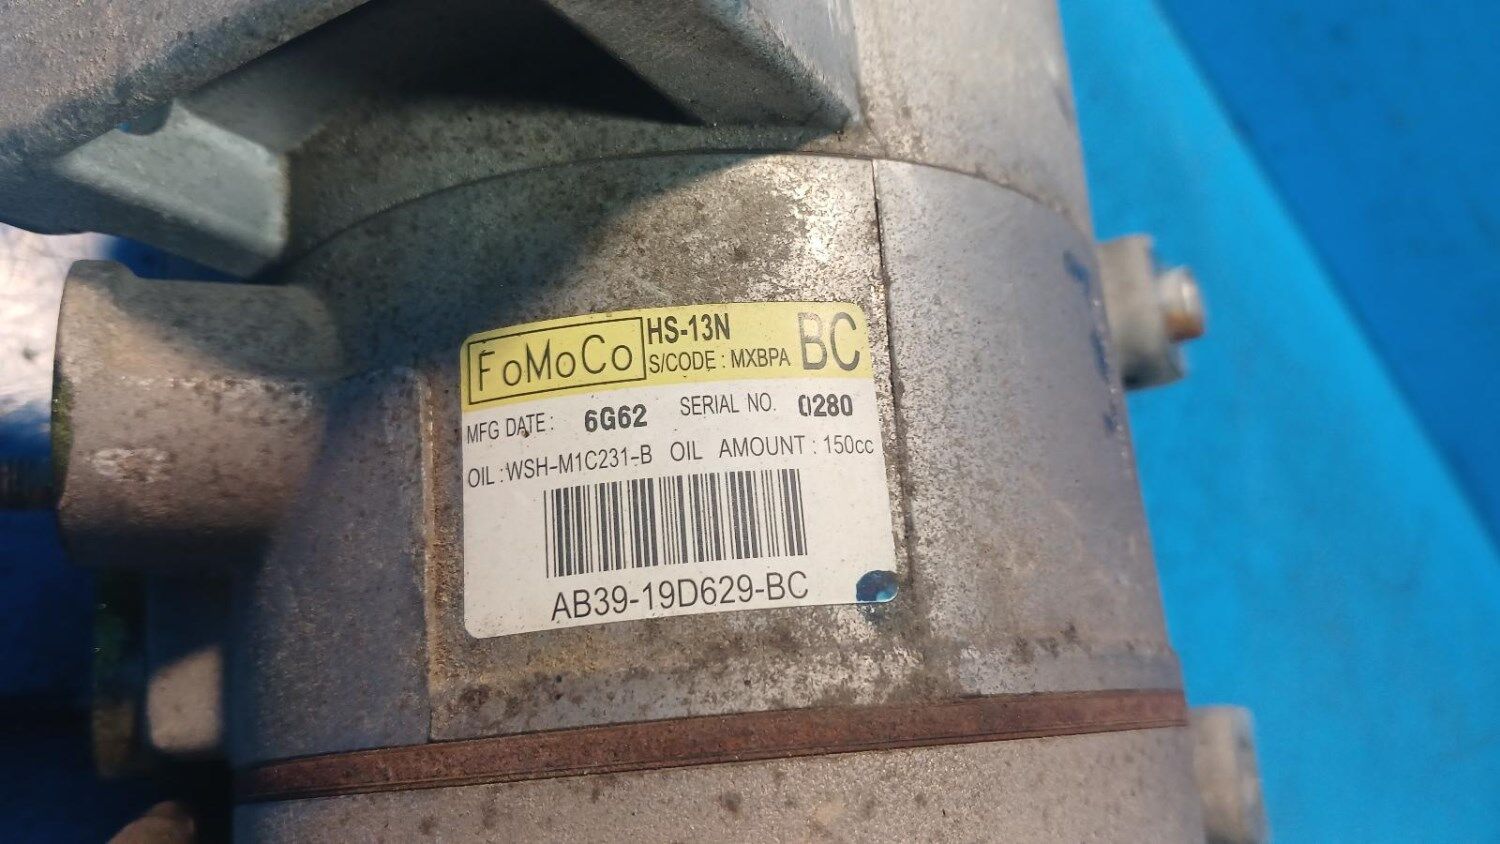 FoMoCo HS-13N BC
S/CODE : MXBPA
MFG DATE : 6G62 SERIAL NO. 0280
OIL : WSH-M1C231-B OIL AMOUNT : 150cc
AB39-19D629-BC